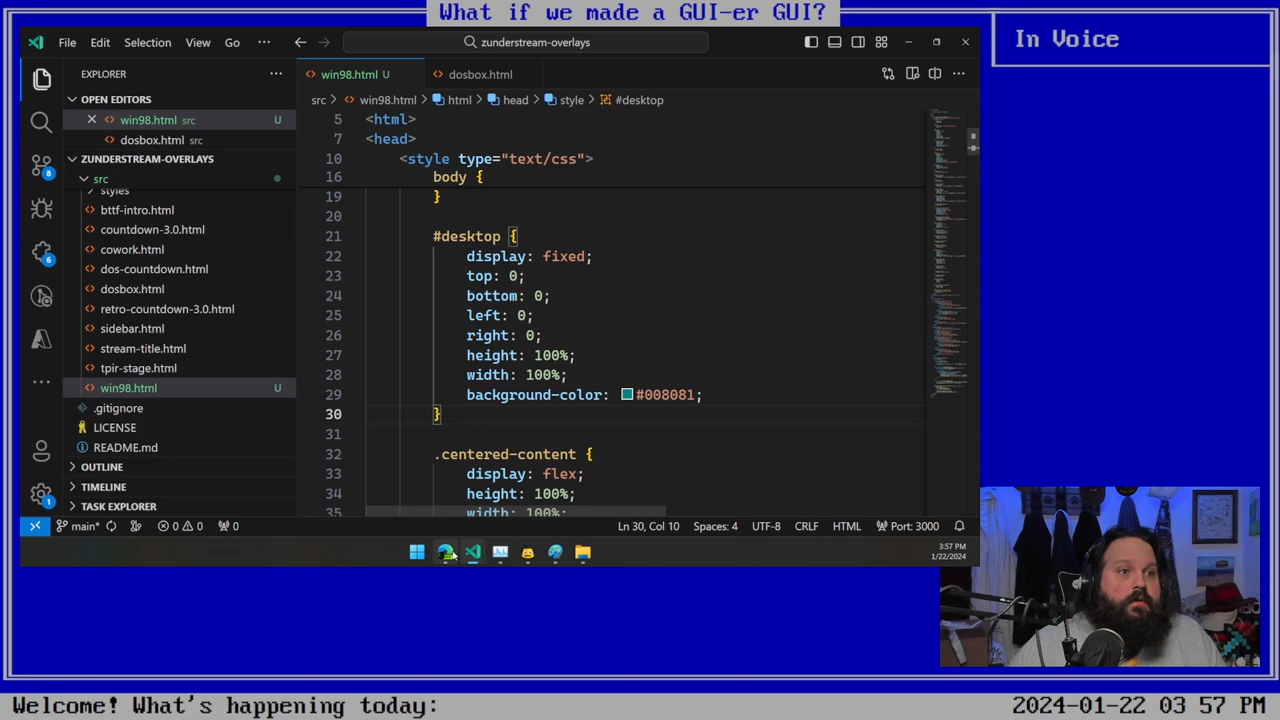 What if we made a GUI-er GUI?
In Voice
File Edit Selection View Go
zunderstream-overlays
EXPLORER
win98.html U
dosbox.html
OPEN EDITORS
win98.html src U
dosbox.html src
ZUNDERSTREAM-OVERLAYS
src
styles
bttf-intro.html
countdown-3.0.html
cowork.html
dos-countdown.html
dosbox.html
retro-countdown-3.0.html
sidebar.html
stream-title.html
tpir-stage.html
win98.html U
.gitignore
LICENSE
README.md
OUTLINE
TIMELINE
TASK EXPLORER
8
6
1
src win98.html html head style #desktop
5 <html>
7 <head>
10 <style type="text/css">
16 body {
}
20
21 #desktop {
22 display: fixed;
23 top: 0;
24 bottom: 0;
25 left: 0;
26 right: 0;
27 height: 100%;
28 width: 100%;
29 background-color: #008081;
30 }
31
32 .centered-content {
33 display: flex;
34 height: 100%;
35 width: 100%;
main* 0 0 0 Ln 30, Col 10 Spaces: 4 UTF-8 CRLF HTML Port: 3000
3:57 PM
1/22/2024
Welcome! What's happening today:
2024-01-22 03 57 PM